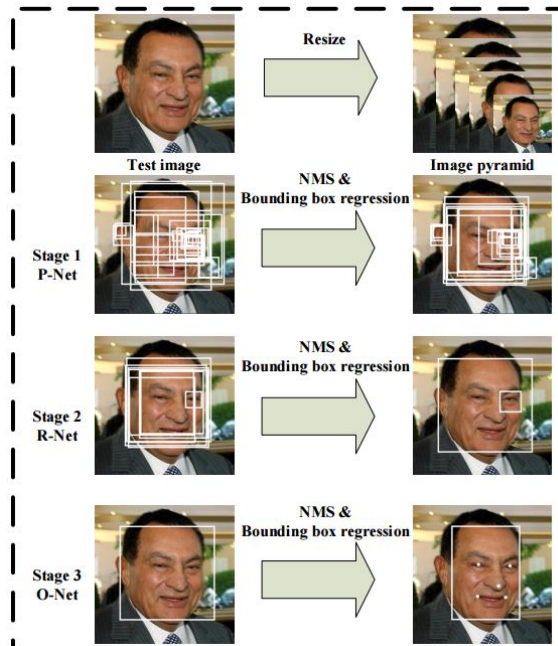 Resize
Test image
Image pyramid
NMS &
Bounding box regression
Stage 1
P-Net
NMS &
Bounding box regression
Stage 2
R-Net
NMS &
Bounding box regression
Stage 3
O-Net